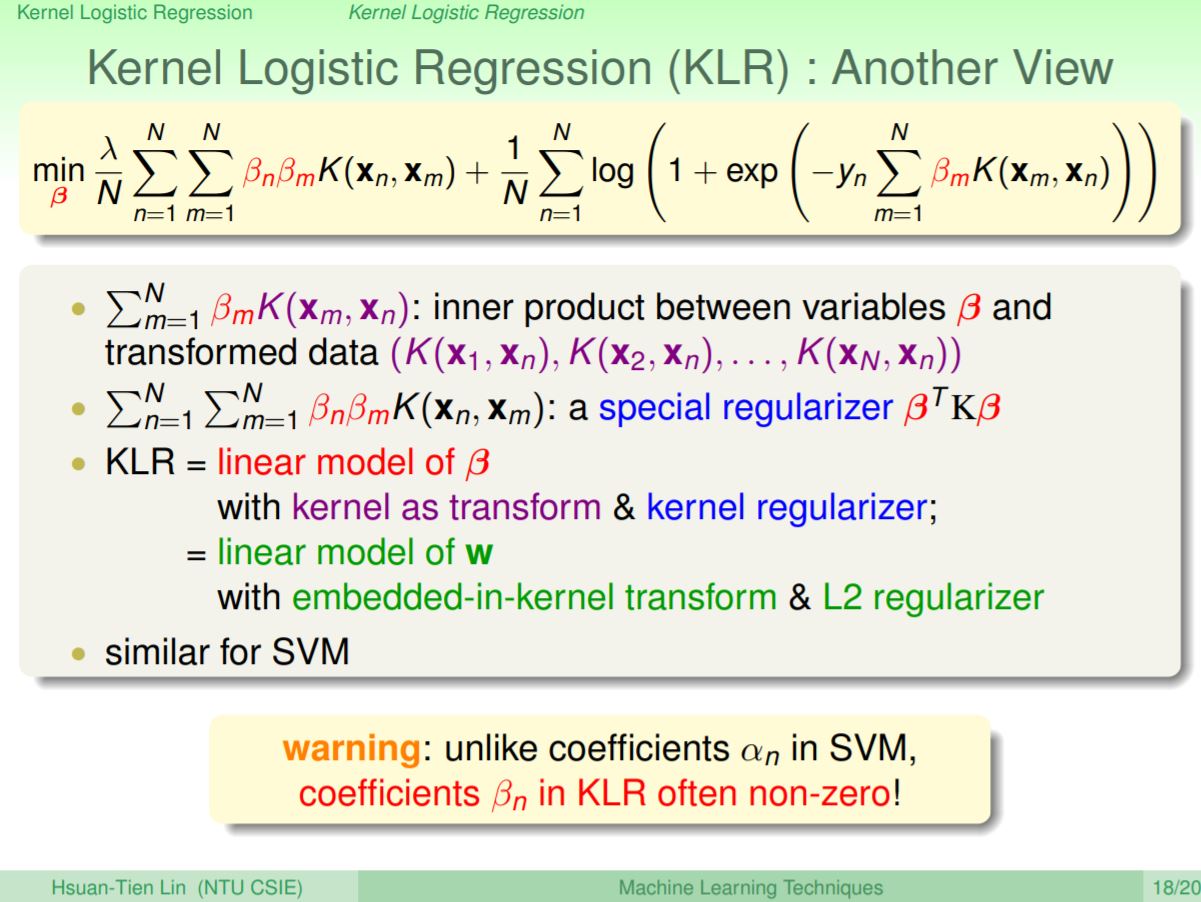 Kernel Logistic Regression Kernel Logistic Regression
Kernel Logistic Regression (KLR) : Another View
$\min_{\boldsymbol{\beta}} \frac{\lambda}{N} \sum_{n=1}^{N} \sum_{m=1}^{N} \beta_n \beta_m K(\mathbf{x}_n, \mathbf{x}_m) + \frac{1}{N} \sum_{n=1}^{N} \log \left( 1 + \exp \left( -y_n \sum_{m=1}^{N} \beta_m K(\mathbf{x}_m, \mathbf{x}_n) \right) \right)$
• $\sum_{m=1}^{N} \beta_m K(\mathbf{x}_m, \mathbf{x}_n)$: inner product between variables $\boldsymbol{\beta}$ and
transformed data $(K(\mathbf{x}_1, \mathbf{x}_n), K(\mathbf{x}_2, \mathbf{x}_n), \ldots, K(\mathbf{x}_N, \mathbf{x}_n))$
• $\sum_{n=1}^{N} \sum_{m=1}^{N} \beta_n \beta_m K(\mathbf{x}_n, \mathbf{x}_m)$: a special regularizer $\boldsymbol{\beta}^T \mathrm{K} \boldsymbol{\beta}$
• KLR = linear model of $\boldsymbol{\beta}$
with kernel as transform & kernel regularizer;
= linear model of $\mathbf{w}$
with embedded-in-kernel transform & L2 regularizer
• similar for SVM
warning: unlike coefficients $\alpha_n$ in SVM,
coefficients $\beta_n$ in KLR often non-zero!
Hsuan-Tien Lin (NTU CSIE) Machine Learning Techniques 18/20